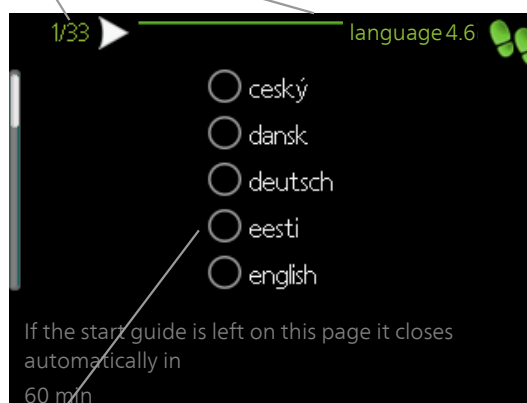 1/33
language 4.6
ceský
dansk
deutsch
eesti
english
If the start guide is left on this page it closes
automatically in
60 min